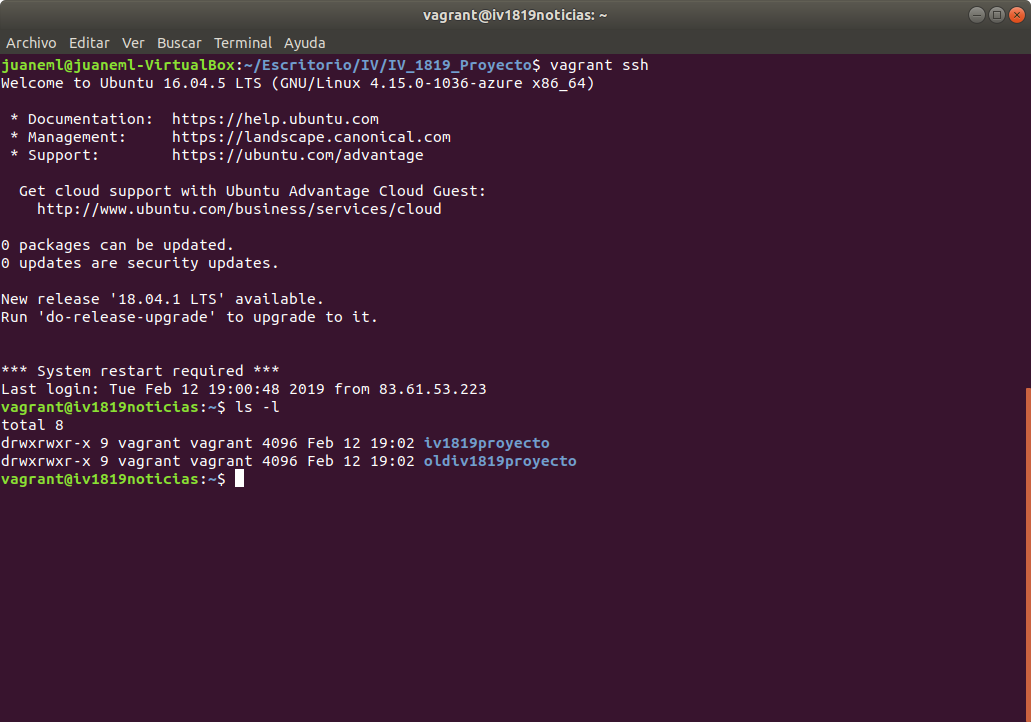 vagrant@iv1819noticias: ~
Archivo Editar Ver Buscar Terminal Ayuda
juaneml@juaneml-VirtualBox:~/Escritorio/IV/IV_1819_Proyecto$ vagrant ssh
Welcome to Ubuntu 16.04.5 LTS (GNU/Linux 4.15.0-1036-azure x86_64)
* Documentation:  https://help.ubuntu.com
* Management:     https://landscape.canonical.com
* Support:        https://ubuntu.com/advantage
Get cloud support with Ubuntu Advantage Cloud Guest:
http://www.ubuntu.com/business/services/cloud
0 packages can be updated.
0 updates are security updates.
New release '18.04.1 LTS' available.
Run 'do-release-upgrade' to upgrade to it.
*** System restart required ***
Last login: Tue Feb 12 19:00:48 2019 from 83.61.53.223
vagrant@iv1819noticias:~$ ls -l
total 8
drwxrwxr-x 9 vagrant vagrant 4096 Feb 12 19:02 iv1819proyecto
drwxrwxr-x 9 vagrant vagrant 4096 Feb 12 19:02 oldiv1819proyecto
vagrant@iv1819noticias:~$